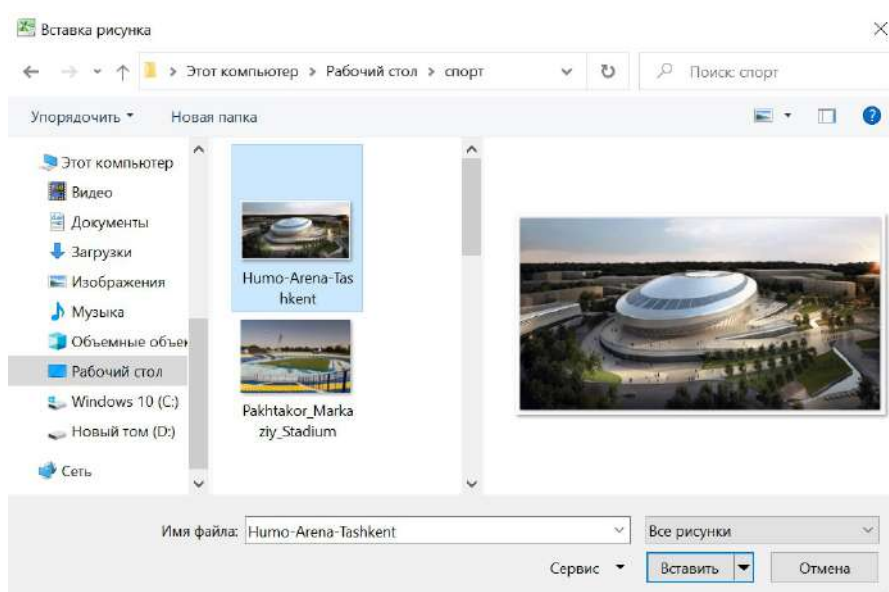 Вставка рисунка
Этот компьютер > Рабочий стол > спорт
Поиск: спорт
Упорядочить
Новая папка
Этот компьютер
Видео
Документы
Загрузки
Изображения
Музыка
Объемные объек
Рабочий стол
Windows 10 (C:)
Новый том (D:)
Сеть
Humo-Arena-Tas
hkent
Pakhtakor_Marka
ziy_Stadium
Имя файла: Humo-Arena-Tashkent
Все рисунки
Сервис
Вставить
Отмена